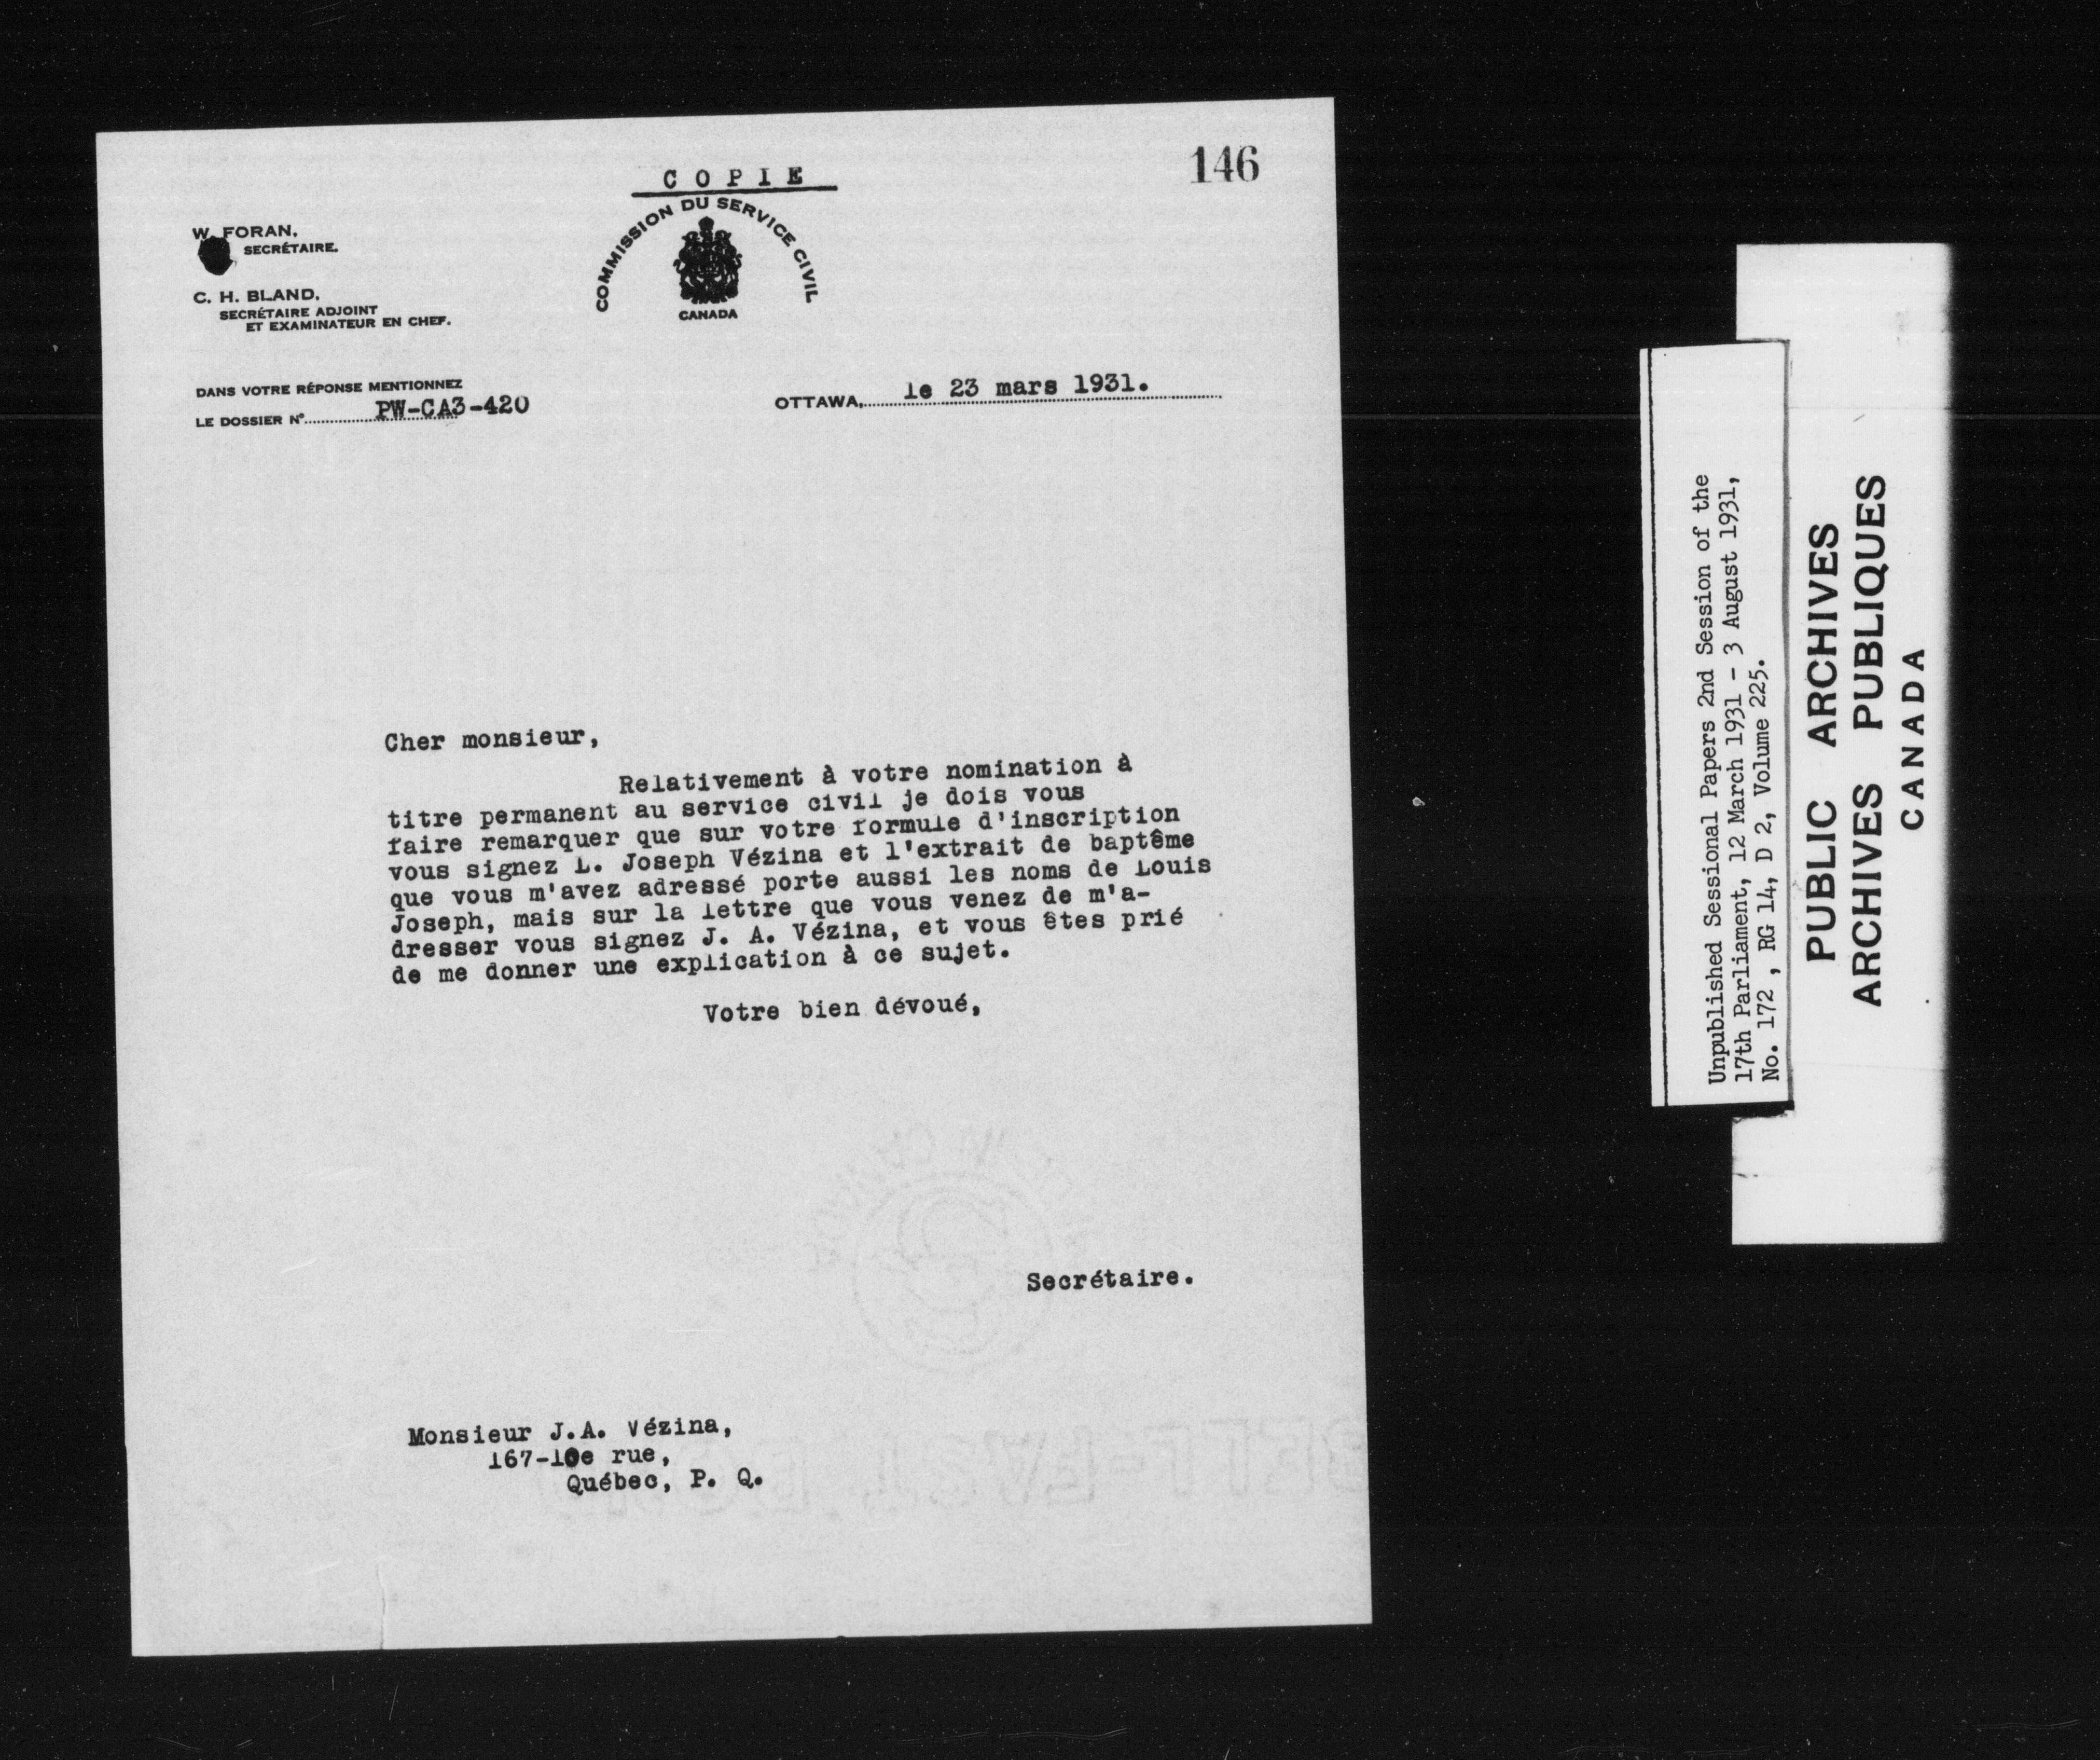 146
COPIE
COMMISSION DU SERVICE CIVIL
CANADA
W. FORAN,
SECRÉTAIRE.
C. H. BLAND,
SECRÉTAIRE ADJOINT
ET EXAMINATEUR EN CHEF.
DANS VOTRE RÉPONSE MENTIONNEZ
LE DOSSIER No PW-CA3-420
OTTAWA, le 23 mars 1931.
Cher monsieur,
Relativement à votre nomination à
titre permanent au service civil je dois vous
faire remarquer que sur votre formule d'inscription
vous signez L. Joseph Vézina et l'extrait de baptême
que vous m'avez adressé porte aussi les noms de Louis
Joseph, mais sur la lettre que vous venez de m'a-
dresser vous signez J. A. Vézina, et vous êtes prié
de me donner une explication à ce sujet.
Votre bien dévoué,
Secrétaire.
Monsieur J.A. Vézina,
167-10e rue,
Québec, P. Q.
Unpublished Sessional Papers 2nd Session of the
17th Parliament, 12 March 1931 - 3 August 1931,
No. 172 , RG 14, D 2, Volume 225.
PUBLIC ARCHIVES
ARCHIVES PUBLIQUES
CANADA